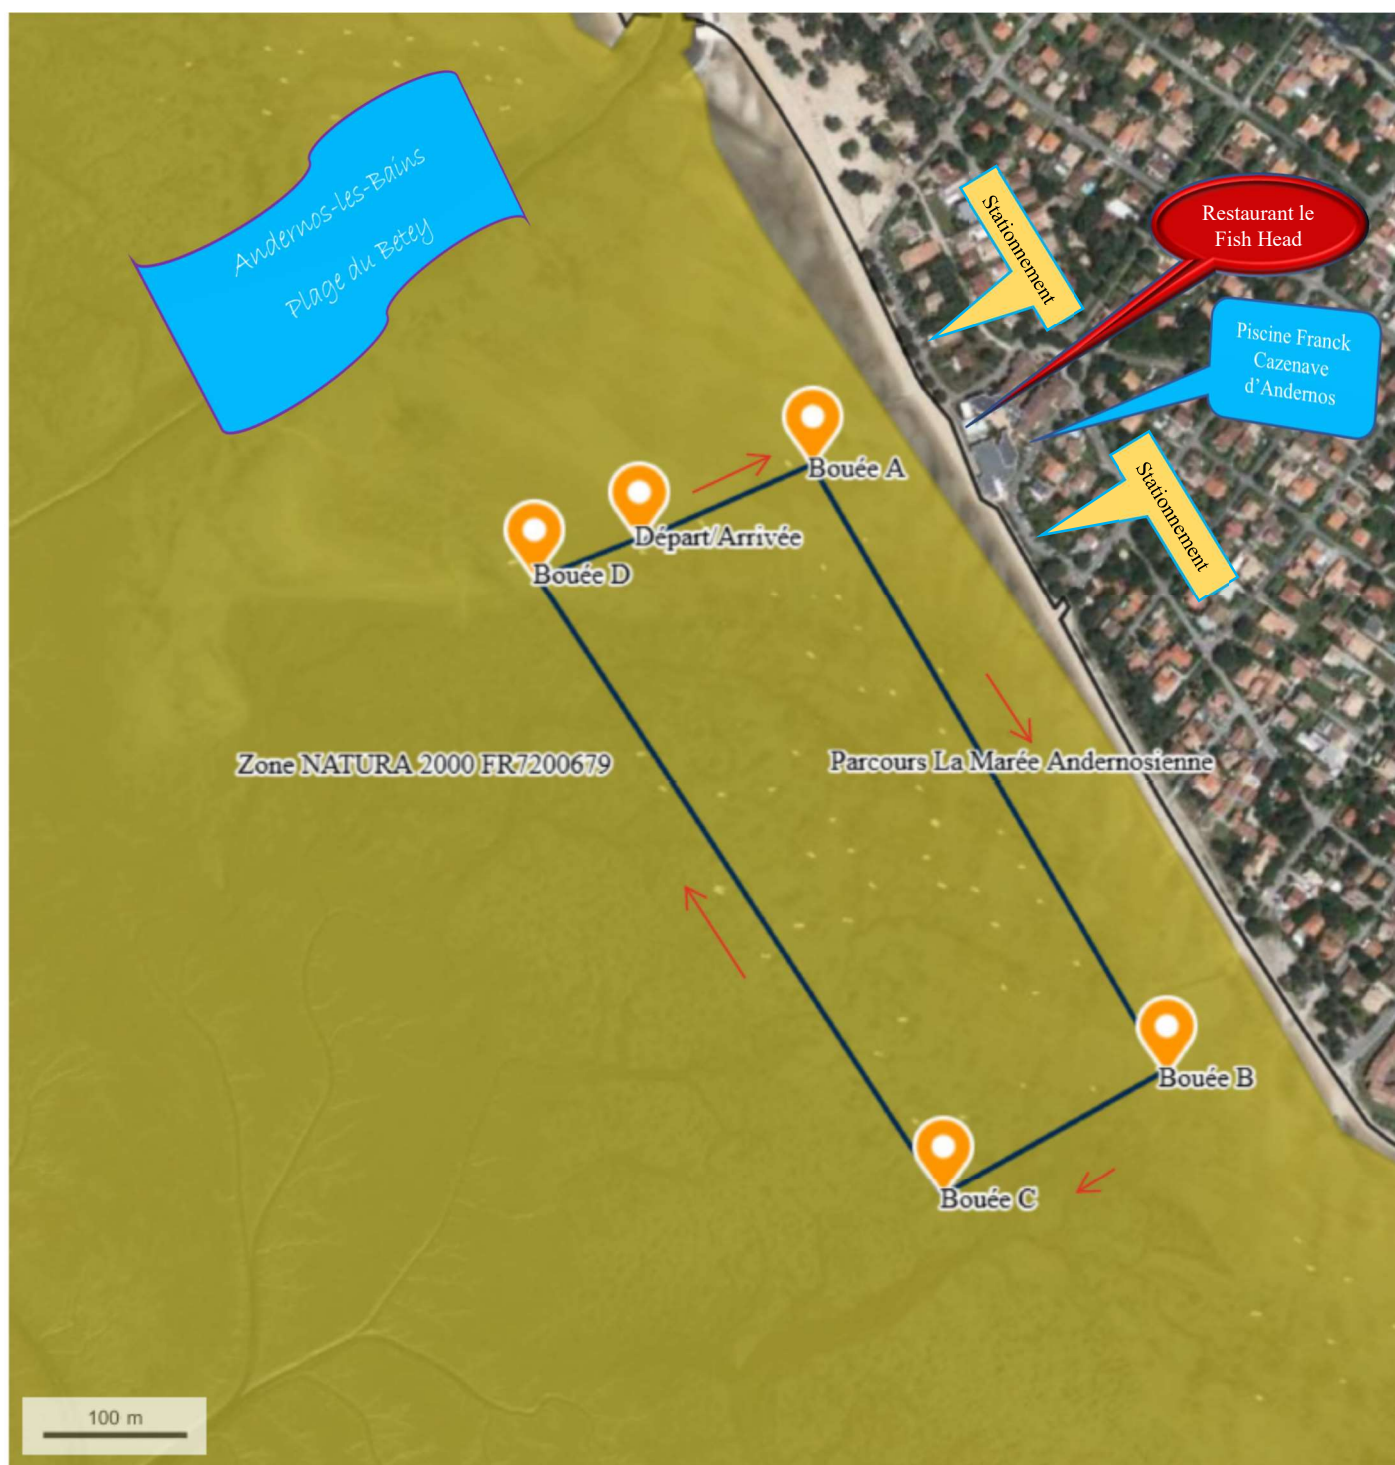 Andernos-les-Bains
Plage du Betey
Stationnement
Restaurant le
Fish Head
Piscine Franck
Cazenave
d'Andernos
Stationnement
Bouée A
Départ/Arrivée
Bouée D
Zone NATURA 2000 FR7200679
Parcours La Marée Andernosienne
Bouée B
Bouée C
100 m